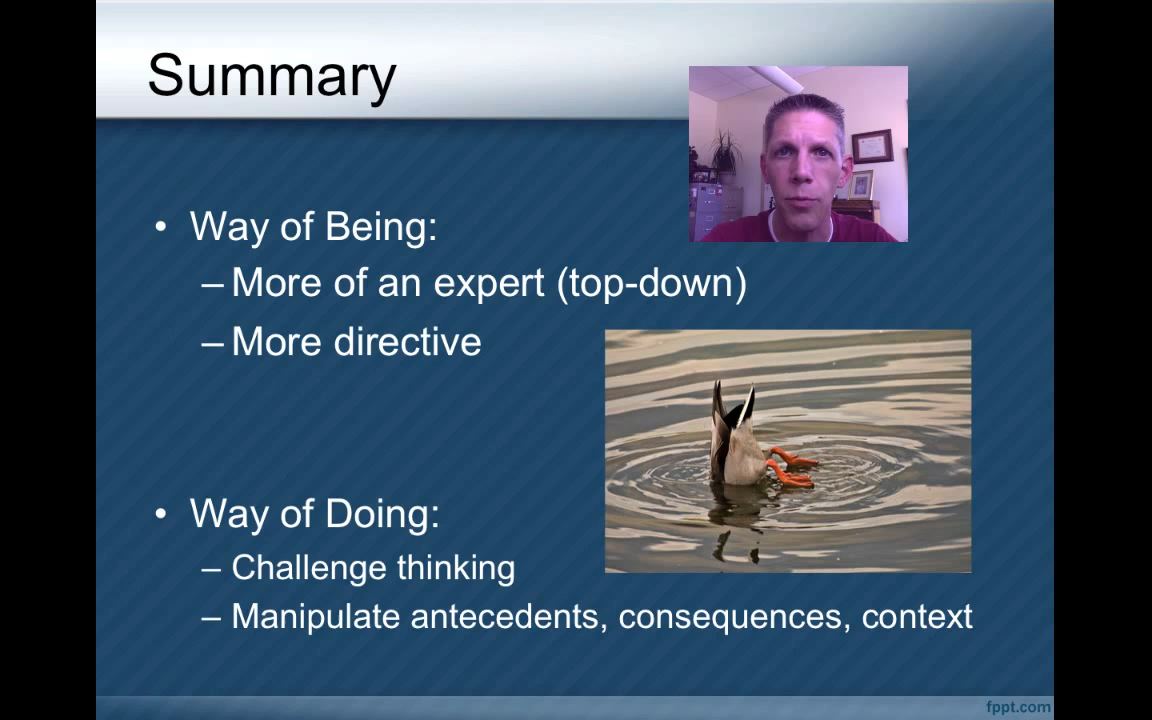 Summary
• Way of Being:
– More of an expert (top-down)
– More directive
• Way of Doing:
– Challenge thinking
– Manipulate antecedents, consequences, context
fppt.com